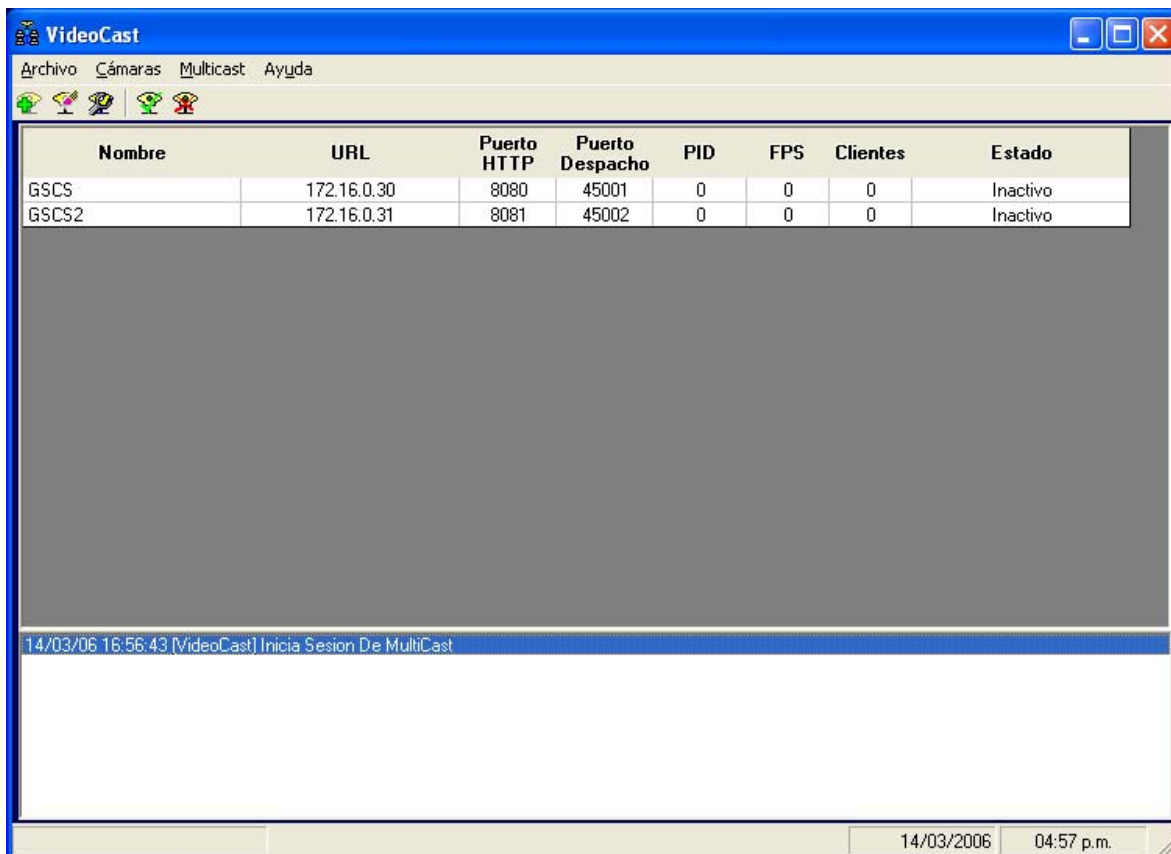 VideoCast
Archivo Cámaras Multicast Ayuda
Nombre URL Puerto HTTP Puerto Despacho PID FPS Clientes Estado
GSCS 172.16.0.30 8080 45001 0 0 0 Inactivo
GSCS2 172.16.0.31 8081 45002 0 0 0 Inactivo
14/03/06 16:56:43 [VideoCast] Inicia Sesion De MultiCast
14/03/2006 04:57 p.m.